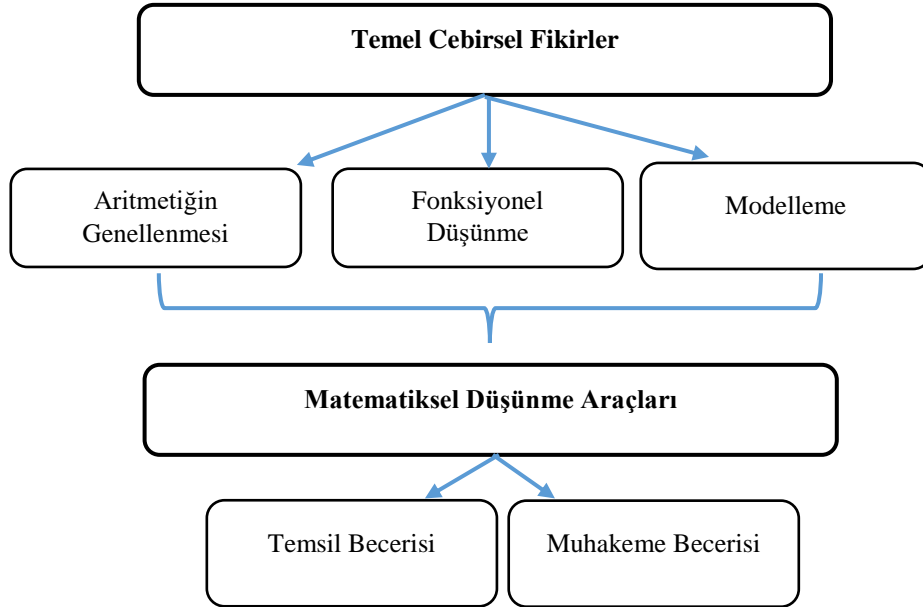 Temel Cebirsel Fikirler
Aritmetiğin
Genellenmesi
Fonksiyonel
Düşünme
Modelleme
Matematiksel Düşünme Araçları
Temsil Becerisi
Muhakeme Becerisi